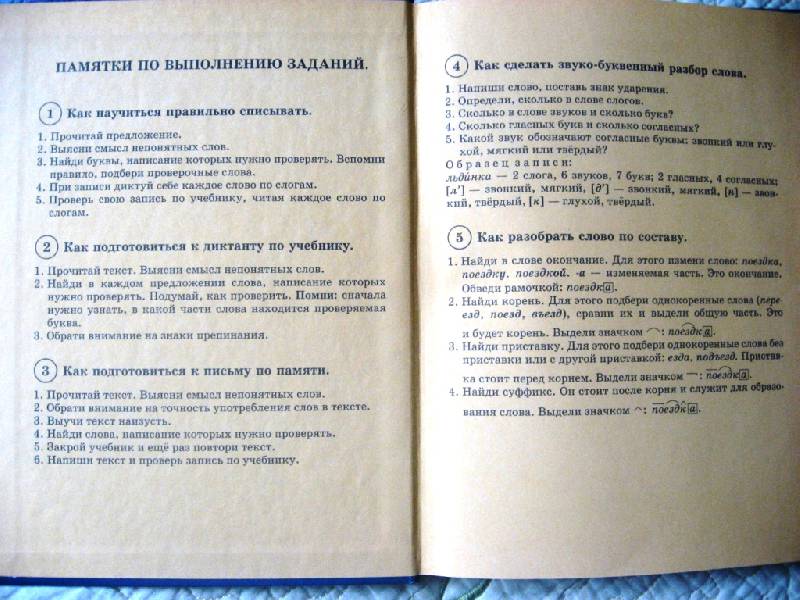 ПАМЯТКИ ПО ВЫПОЛНЕНИЮ ЗАДАНИЙ.
1 Как научиться правильно списывать.
1. Прочитай предложение.
2. Выясни смысл непонятных слов.
3. Найди буквы, написание которых нужно проверять. Вспомни
правило, подбери проверочные слова.
4. При записи диктуй себе каждое слово по слогам.
5. Проверь свою запись по учебнику, читая каждое слово по
слогам.
2 Как подготовиться к диктанту по учебнику.
1. Прочитай текст. Выясни смысл непонятных слов.
2. Найди в каждом предложении слова, написание которых
нужно проверять. Подумай, как проверить. Помни: сначала
нужно узнать, в какой части слова находится проверяемая
буква.
3. Обрати внимание на знаки препинания.
3 Как подготовиться к письму по памяти.
1. Прочитай текст. Выясни смысл непонятных слов.
2. Обрати внимание на точность употребления слов в тексте.
3. Выучи текст наизусть.
4. Найди слова, написание которых нужно проверять.
5. Закрой учебник и ещё раз повтори текст.
6. Напиши текст и проверь запись по учебнику.
4 Как сделать звуко-буквенный разбор слова.
1. Напиши слово, поставь знак ударения.
2. Определи, сколько в слове слогов.
3. Сколько в слове звуков и сколько букв?
4. Сколько гласных букв и сколько согласных?
5. Какой звук обозначают согласные буквы: звонкий или глу-
хой, мягкий или твёрдый?
Образец записи:
льди́нка — 2 слога, 6 звуков, 7 букв; 2 гласных, 4 согласных;
[л'] — звонкий, мягкий, [д'] — звонкий, мягкий, [н] — звон-
кий, твёрдый, [к] — глухой, твёрдый.
5 Как разобрать слово по составу.
1. Найди в слове окончание. Для этого измени слово: поездка,
поездку, поездкой. -а — изменяемая часть. Это окончание.
Обведи рамочкой: поездка.
2. Найди корень. Для этого подбери однокоренные слова (пере-
езд, поезд, въезд), сравни их и выдели общую часть. Это
и будет корень. Выдели значком ⌒: поездка.
3. Найди приставку. Для этого подбери однокоренные слова без
приставки или с другой приставкой: езда, подъезд. Пристав-
ка стоит перед корнем. Выдели значком ¬: поездка.
4. Найди суффикс. Он стоит после корня и служит для образо-
вания слова. Выдели значком ^: поездка.